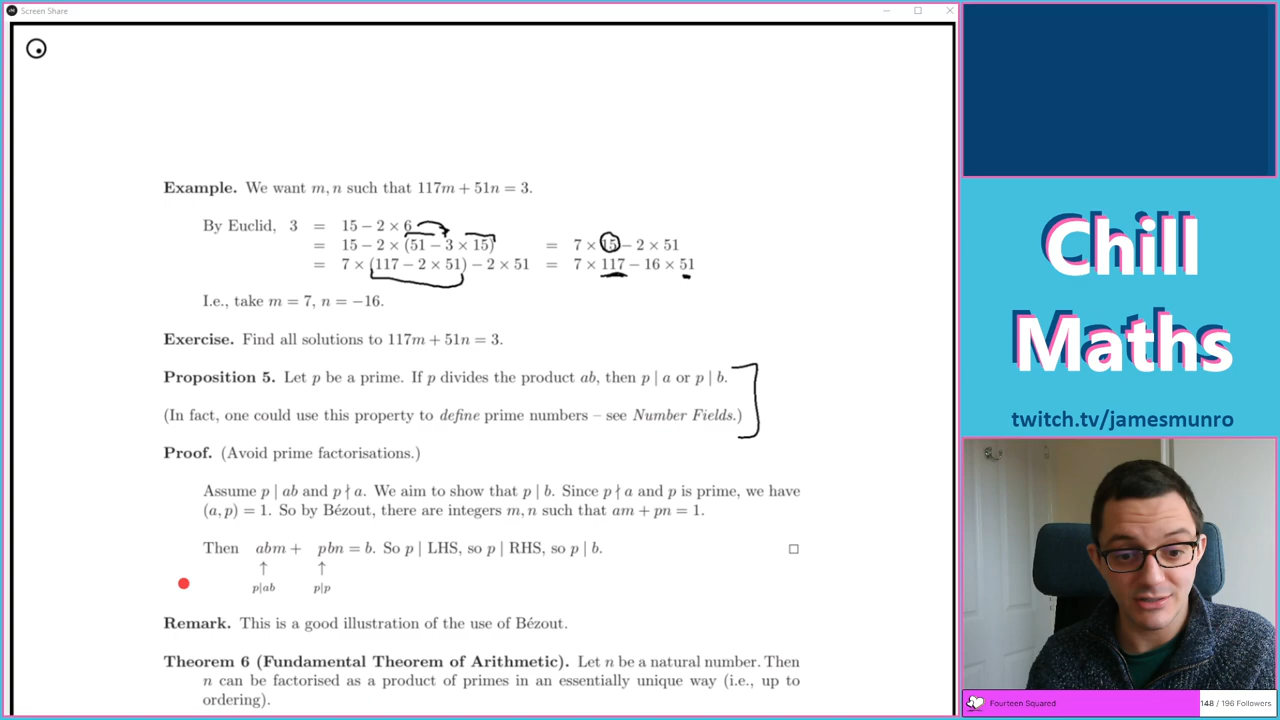 Screen Share
Example. We want m, n such that 117m + 51n = 3.
By Euclid, 3 = 15 − 2 × 6
= 15 − 2 × (51 − 3 × 15) = 7 × 15 − 2 × 51
= 7 × (117 − 2 × 51) − 2 × 51 = 7 × 117 − 16 × 51
I.e., take m = 7, n = −16.
Exercise. Find all solutions to 117m + 51n = 3.
Proposition 5. Let p be a prime. If p divides the product ab, then p | a or p | b.
(In fact, one could use this property to define prime numbers – see Number Fields.)
Proof. (Avoid prime factorisations.)
Assume p | ab and p ∤ a. We aim to show that p | b. Since p ∤ a and p is prime, we have
(a, p) = 1. So by Bézout, there are integers m, n such that am + pn = 1.
Then abm + pbn = b. So p | LHS, so p | RHS, so p | b. □
↑ ↑
p|ab p|p
Remark. This is a good illustration of the use of Bézout.
Theorem 6 (Fundamental Theorem of Arithmetic). Let n be a natural number. Then
n can be factorised as a product of primes in an essentially unique way (i.e., up to
ordering).
Chill
Maths
twitch.tv/jamesmunro
Fourteen Squared
148 / 196 Followers